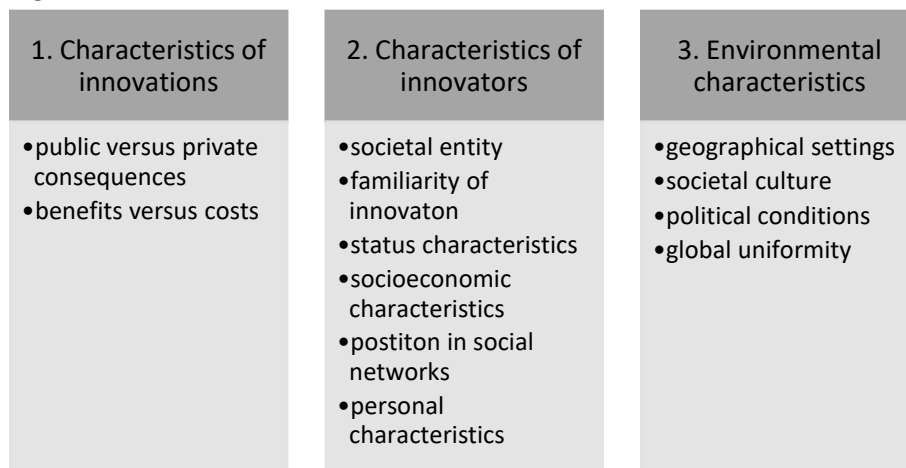 1. Characteristics of
innovations
•public versus private
consequences
•benefits versus costs
2. Characteristics of
innovators
•societal entity
•familiarity of
innovaton
•status characteristics
•socioeconomic
characteristics
•postiton in social
networks
•personal
characteristics
3. Environmental
characteristics
•geographical settings
•societal culture
•political conditions
•global uniformity